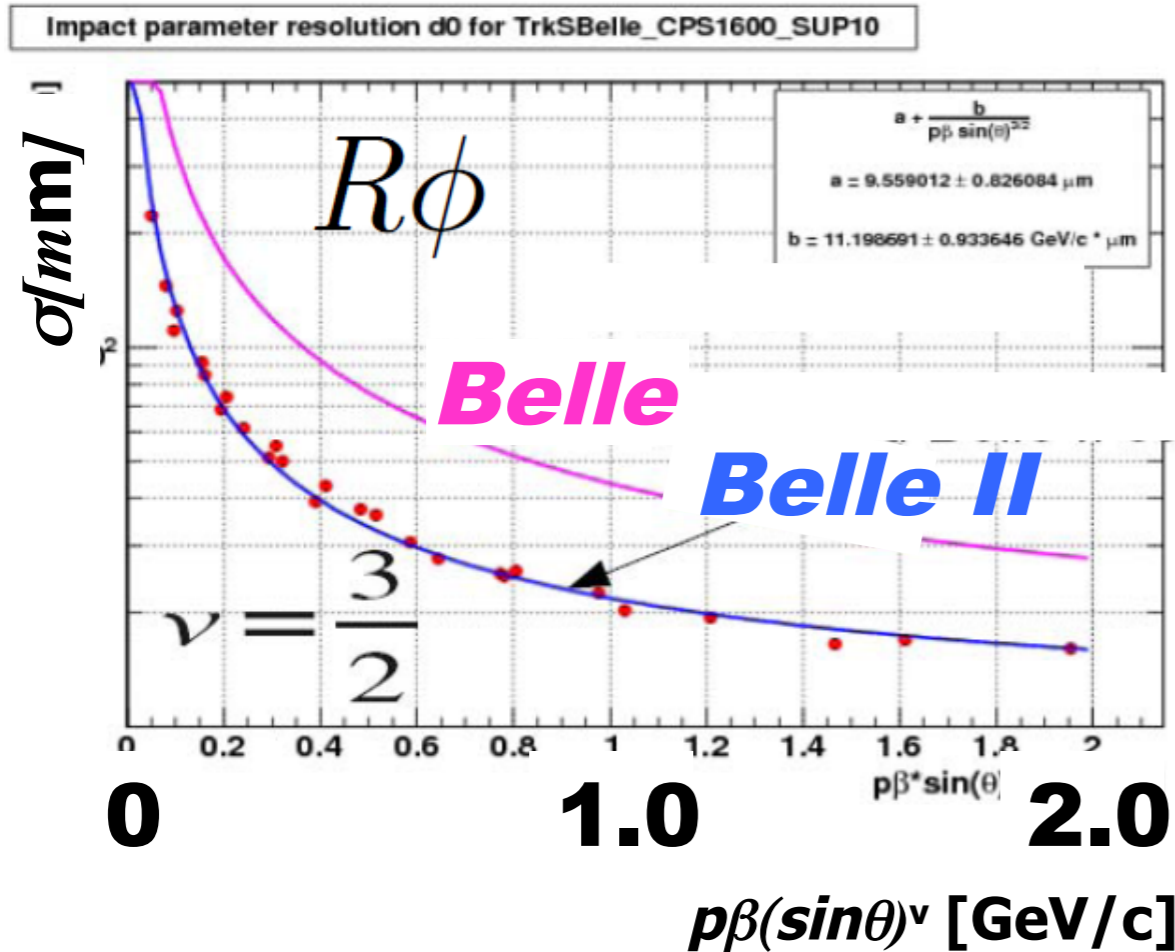 Impact parameter resolution d0 for TrkSBelle_CPS1600_SUP10
σ[mm]
Rφ
a + b / pβ sin(θ)^3/2
a = 9.559012 ± 0.826084 μm
b = 11.198691 ± 0.933646 GeV/c * μm
2
Belle
Belle II
ν = 3/2
0 0.2 0.4 0.6 0.8 1 1.2 1.4 1.6 1.8 2
pβ*sin(θ)
0 1.0 2.0
pβ(sinθ)ᵛ [GeV/c]